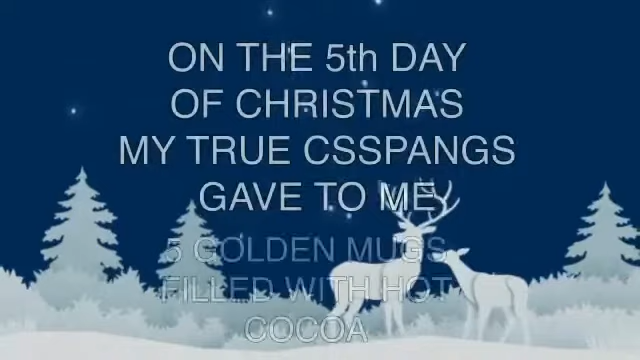 ON THE 5th DAY
OF CHRISTMAS
MY TRUE CSSPANGS
GAVE TO ME
5 GOLDEN MUGS
FILLED WITH HOT
COCOA